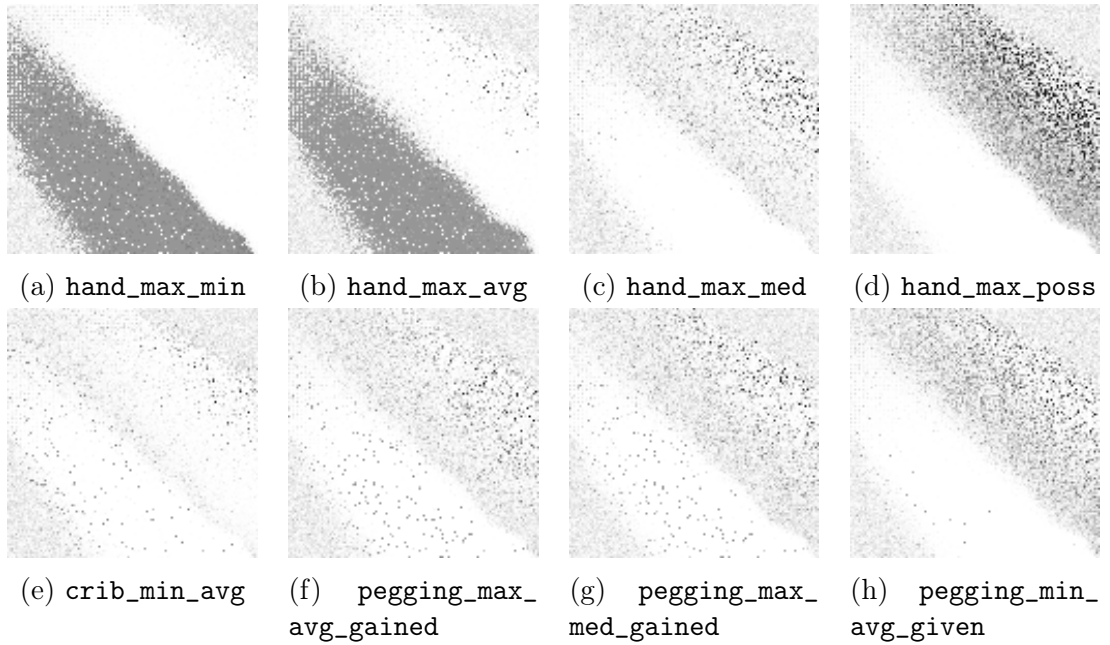 (a) hand_max_min
(b) hand_max_avg
(c) hand_max_med
(d) hand_max_poss
(e) crib_min_avg
(f) pegging_max_
avg_gained
(g) pegging_max_
med_gained
(h) pegging_min_
avg_given